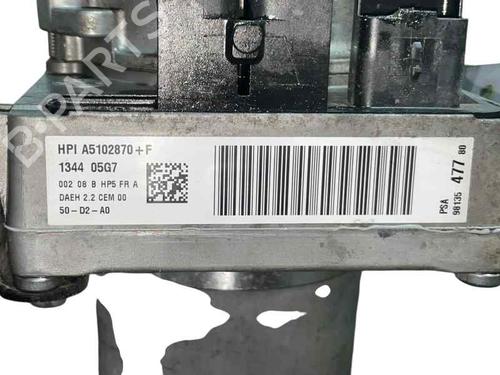 B-PARTS
HPI A5102870+F
1344 05G7
002 08 B HP5 FR A
DAEH 2.2 CEM 00
50-D2-A0
PSA
98135 477 80